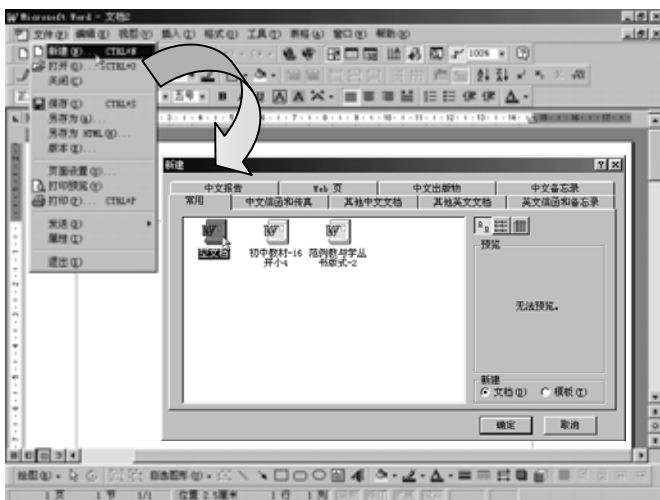 Microsoft Word - 文档2
文件(F) 编辑(E) 视图(V) 插入(I) 格式(O) 工具(T) 表格(A) 窗口(W) 帮助(H)
新建(N)... CTRL+N
100%
打开(O)... CTRL+O
关闭(C)
五号 B U A A
保存(S) CTRL+S
另存为(A)...
另存为 HTML(G)...
版本(R)...
页面设置(U)...
打印预览(V)
打印(P)... CTRL+P
发送(D)
属性(I)
退出(X)
新建
中文报告 Web 页 中文出版物 中文备忘录
常用 中文信函和传真 其他中文文档 其他英文文档 英文信函和备忘录
空文档
初中教材-16开小4
范例教与学丛书版式-2
预览
无法预览。
新建
文档(D) 模板(T)
确定 取消
绘图(R) 自选图形(U)
1 页 1 节 1/1 位置 2.5厘米 1 行 1 列